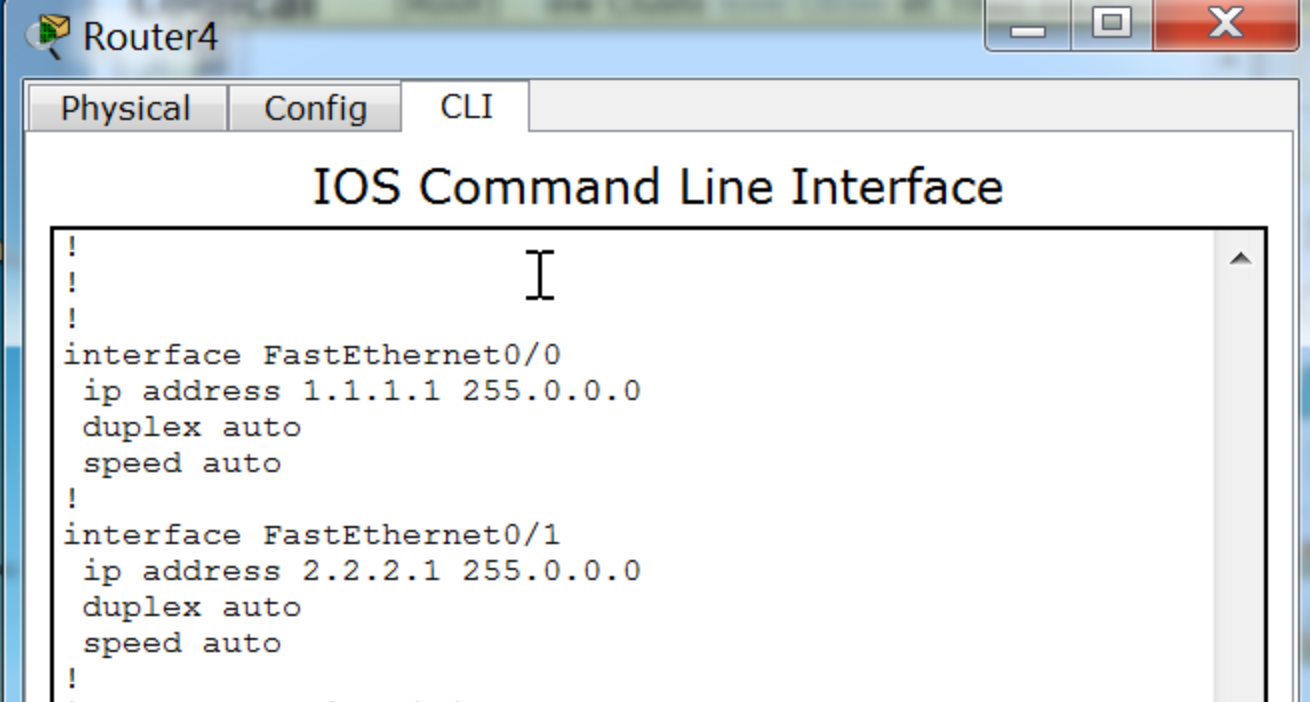 Router4
Physical Config CLI
IOS Command Line Interface
!
!
!
interface FastEthernet0/0
 ip address 1.1.1.1 255.0.0.0
 duplex auto
 speed auto
!
interface FastEthernet0/1
 ip address 2.2.2.1 255.0.0.0
 duplex auto
 speed auto
!